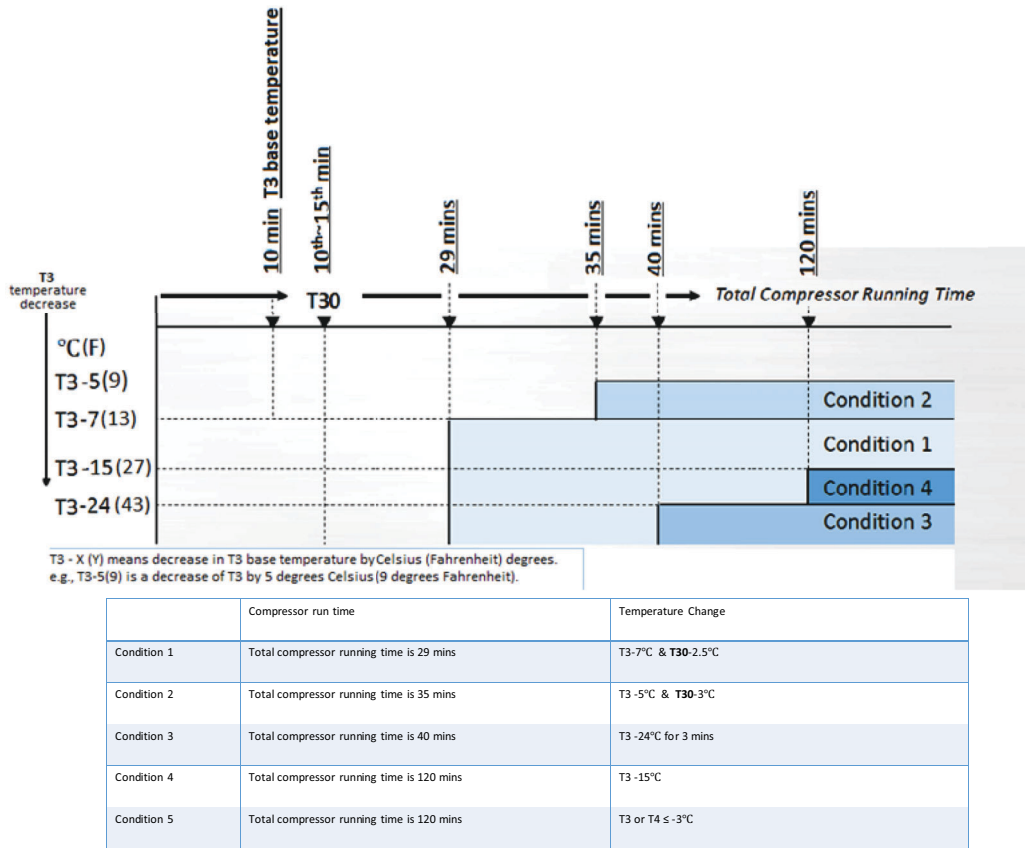 10 min T3 base temperature
10th~15th min
29 mins
35 mins
40 mins
120 mins
T3
temperature
decrease
T30
Total Compressor Running Time
°C(F)
T3-5(9)
Condition 2
T3-7(13)
Condition 1
T3-15(27)
Condition 4
T3-24(43)
Condition 3
T3 - X (Y) means decrease in T3 base temperature by Celsius (Fahrenheit) degrees.
e.g., T3-5(9) is a decrease of T3 by 5 degrees Celsius (9 degrees Fahrenheit).
Compressor run time Temperature Change
Condition 1 Total compressor running time is 29 mins T3-7℃ & T30-2.5℃
Condition 2 Total compressor running time is 35 mins T3 -5℃ & T30-3℃
Condition 3 Total compressor running time is 40 mins T3 -24℃ for 3 mins
Condition 4 Total compressor running time is 120 mins T3 -15℃
Condition 5 Total compressor running time is 120 mins T3 or T4 ≤ -3℃